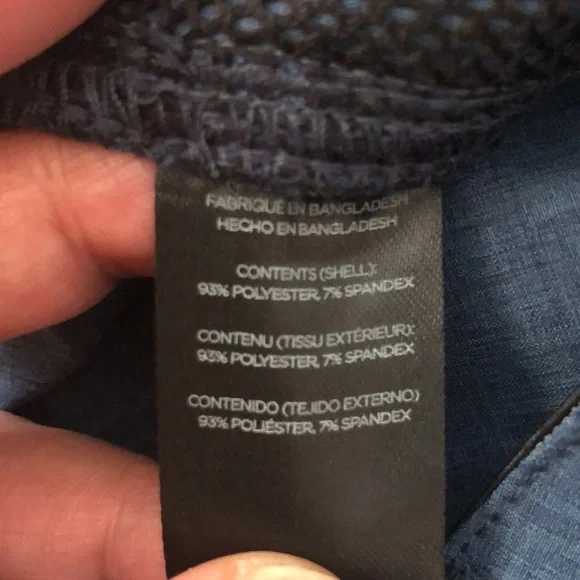 FABRIQUÉ EN BANGLADESH
HECHO EN BANGLADESH
CONTENTS (SHELL):
93% POLYESTER, 7% SPANDEX
CONTENU (TISSU EXTÉRIEUR):
93% POLYESTER, 7% SPANDEX
CONTENIDO (TEJIDO EXTERNO)
93% POLIÉSTER, 7% SPANDEX